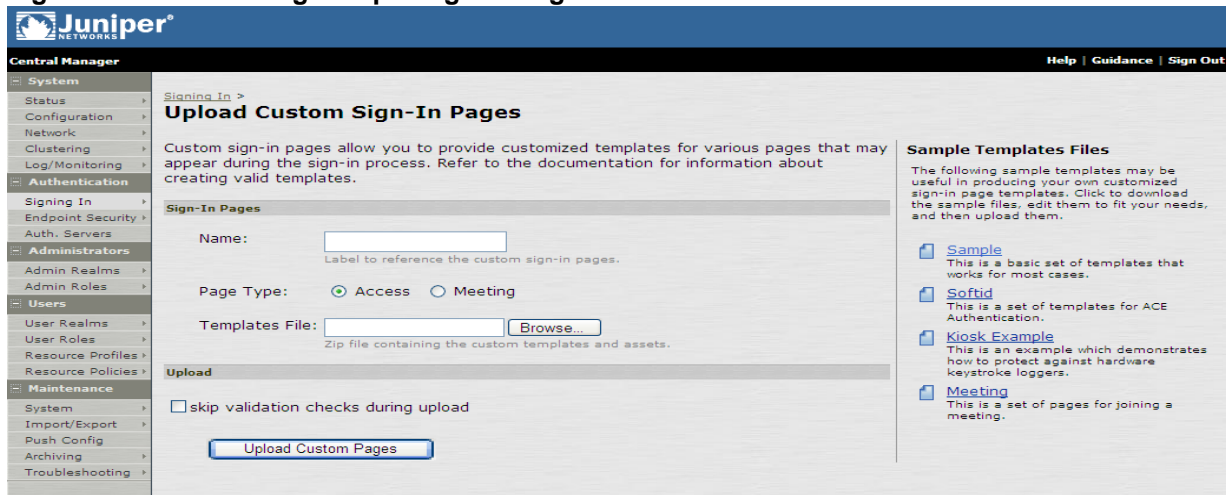 Juniper®
NETWORKS
Central Manager
Help | Guidance | Sign Out
System
Status
Configuration
Network
Clustering
Log/Monitoring
Authentication
Signing In
Endpoint Security
Auth. Servers
Administrators
Admin Realms
Admin Roles
Users
User Realms
User Roles
Resource Profiles
Resource Policies
Maintenance
System
Import/Export
Push Config
Archiving
Troubleshooting
Signing In >
Upload Custom Sign-In Pages
Custom sign-in pages allow you to provide customized templates for various pages that may
appear during the sign-in process. Refer to the documentation for information about
creating valid templates.
Sign-In Pages
Name:
Label to reference the custom sign-in pages.
Page Type: Access Meeting
Templates File: Browse...
Zip file containing the custom templates and assets.
Upload
skip validation checks during upload
Upload Custom Pages
Sample Templates Files
The following sample templates may be
useful in producing your own customized
sign-in page templates. Click to download
the sample files, edit them to fit your needs,
and then upload them.
Sample
This is a basic set of templates that
works for most cases.
Softid
This is a set of templates for ACE
Authentication.
Kiosk Example
This is an example which demonstrates
how to protect against hardware
keystroke loggers.
Meeting
This is a set of pages for joining a
meeting.